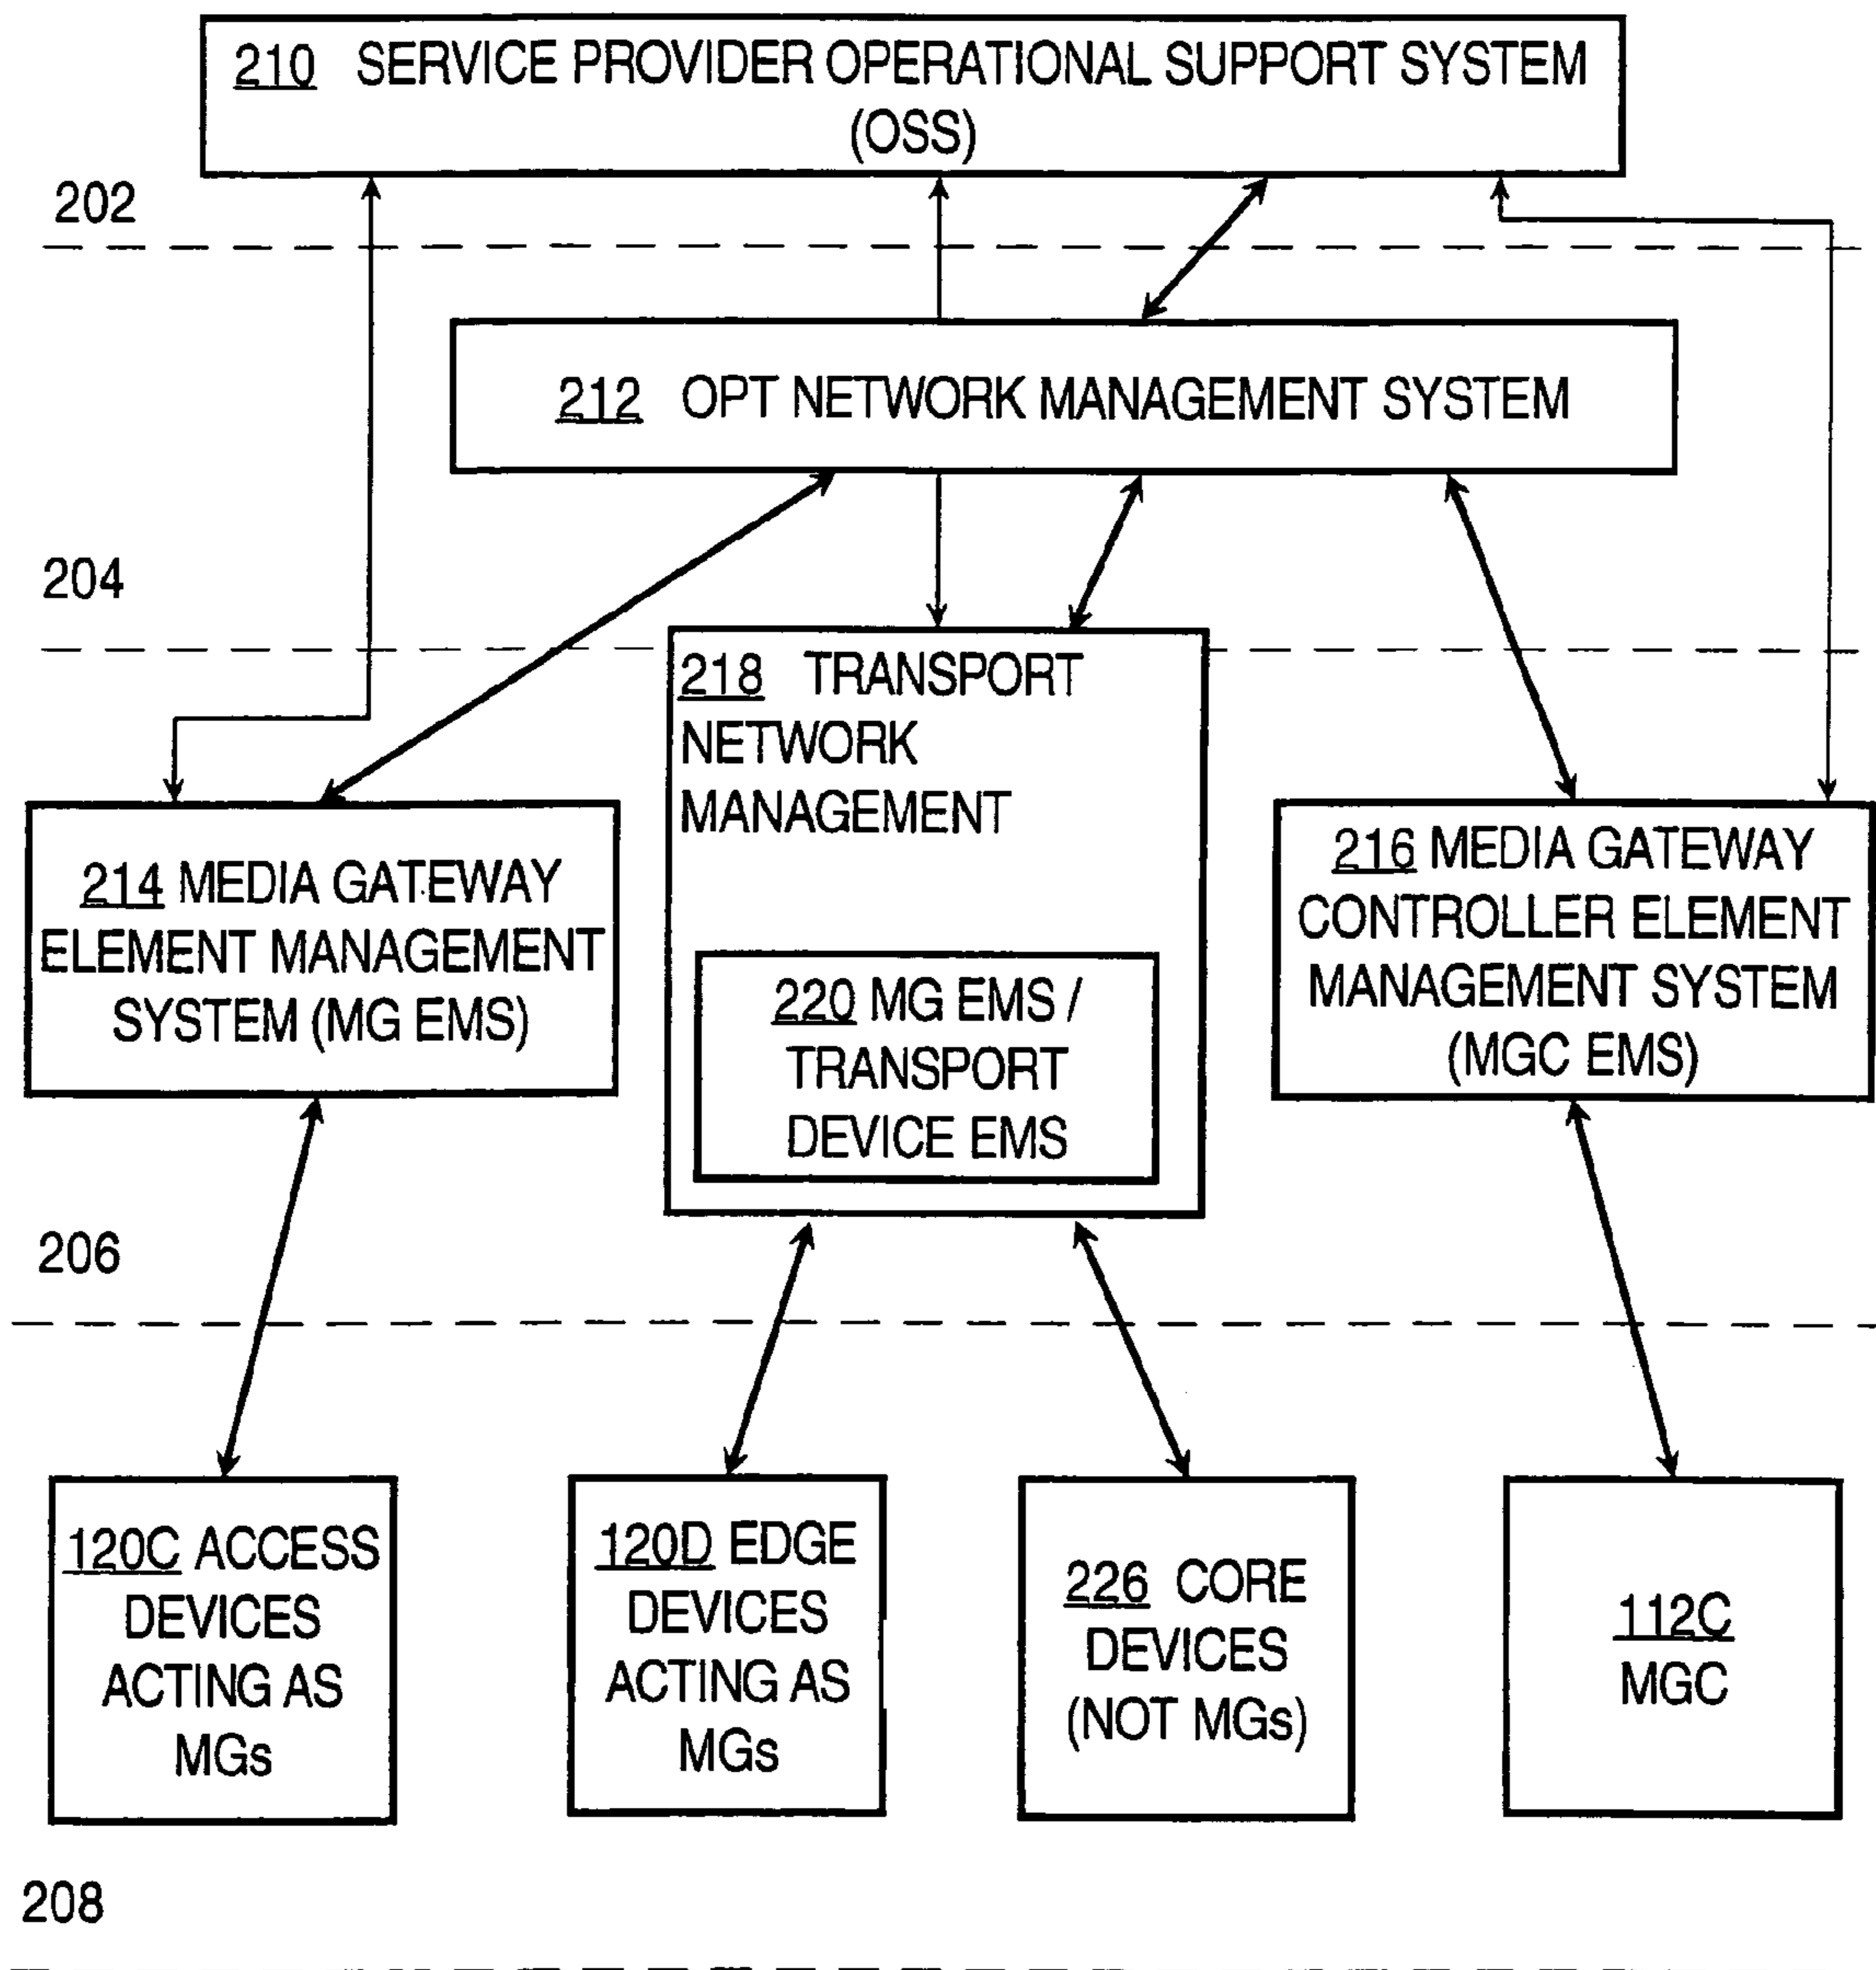 210 SERVICE PROVIDER OPERATIONAL SUPPORT SYSTEM
(OSS)
202
212 OPT NETWORK MANAGEMENT SYSTEM
204
218 TRANSPORT
NETWORK
MANAGEMENT
214 MEDIA GATEWAY
ELEMENT MANAGEMENT
SYSTEM (MG EMS)
220 MG EMS /
TRANSPORT
DEVICE EMS
216 MEDIA GATEWAY
CONTROLLER ELEMENT
MANAGEMENT SYSTEM
(MGC EMS)
206
120C ACCESS
DEVICES
ACTING AS
MGs
120D EDGE
DEVICES
ACTING AS
MGs
226 CORE
DEVICES
(NOT MGs)
112C
MGC
208